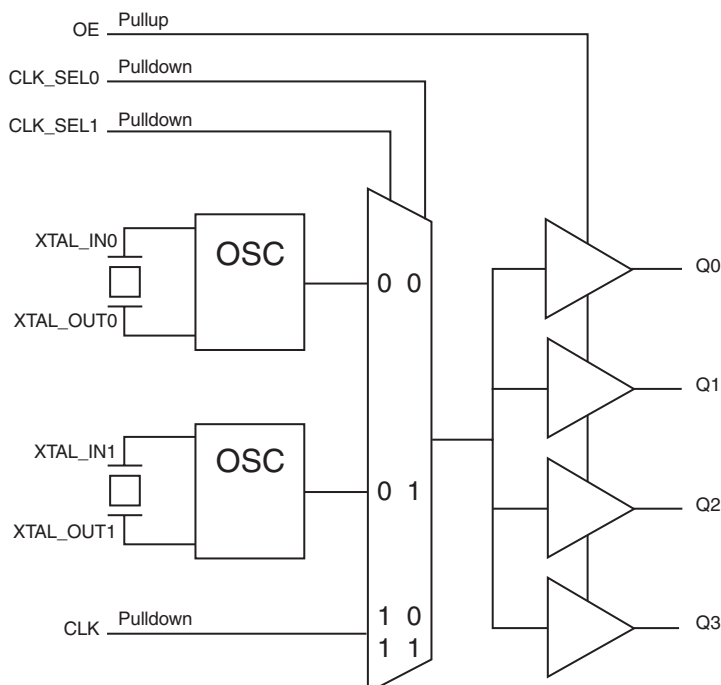 OE Pullup
CLK_SEL0 Pulldown
CLK_SEL1 Pulldown
XTAL_IN0
OSC
XTAL_OUT0
0 0
Q0
Q1
XTAL_IN1
OSC
XTAL_OUT1
0 1
Q2
CLK Pulldown
1 0
1 1
Q3